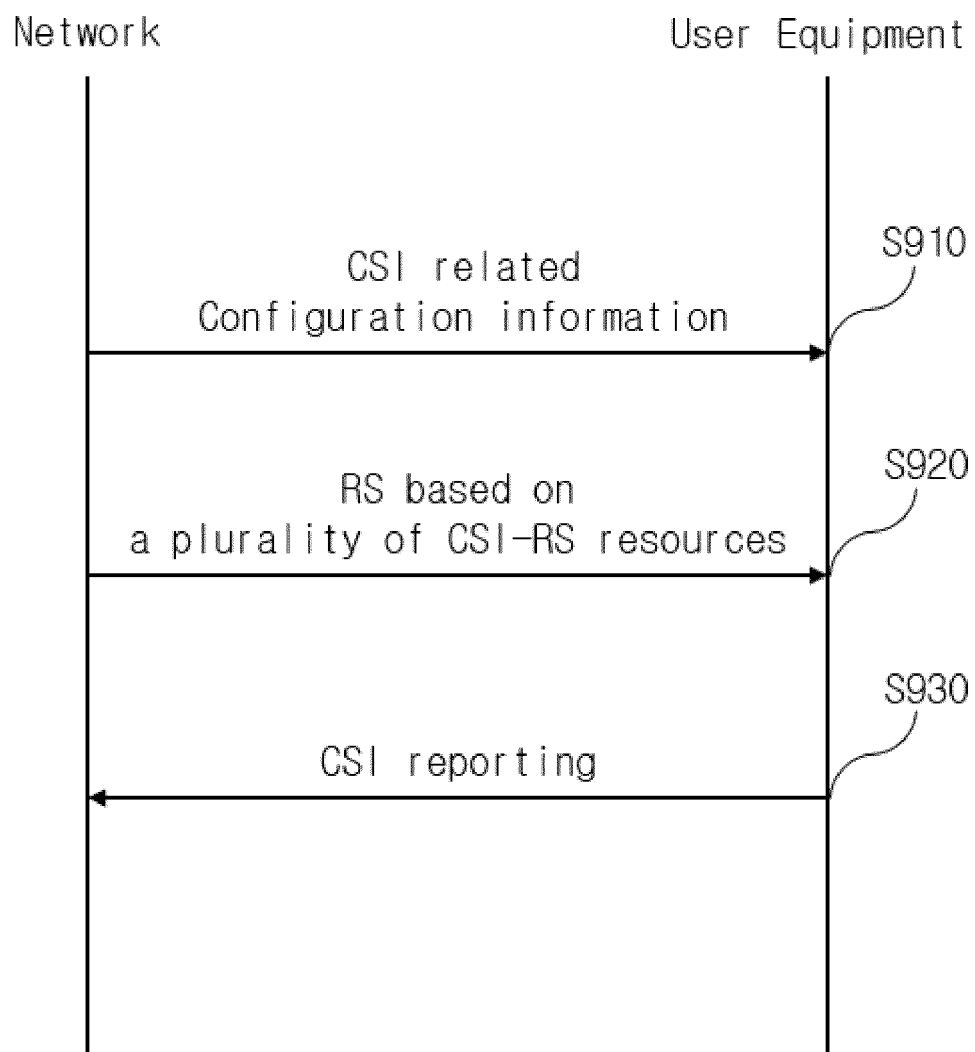 Network
User Equipment
S910
CSI related
Configuration information
S920
RS based on
a plurality of CSI-RS resources
S930
CSI reporting